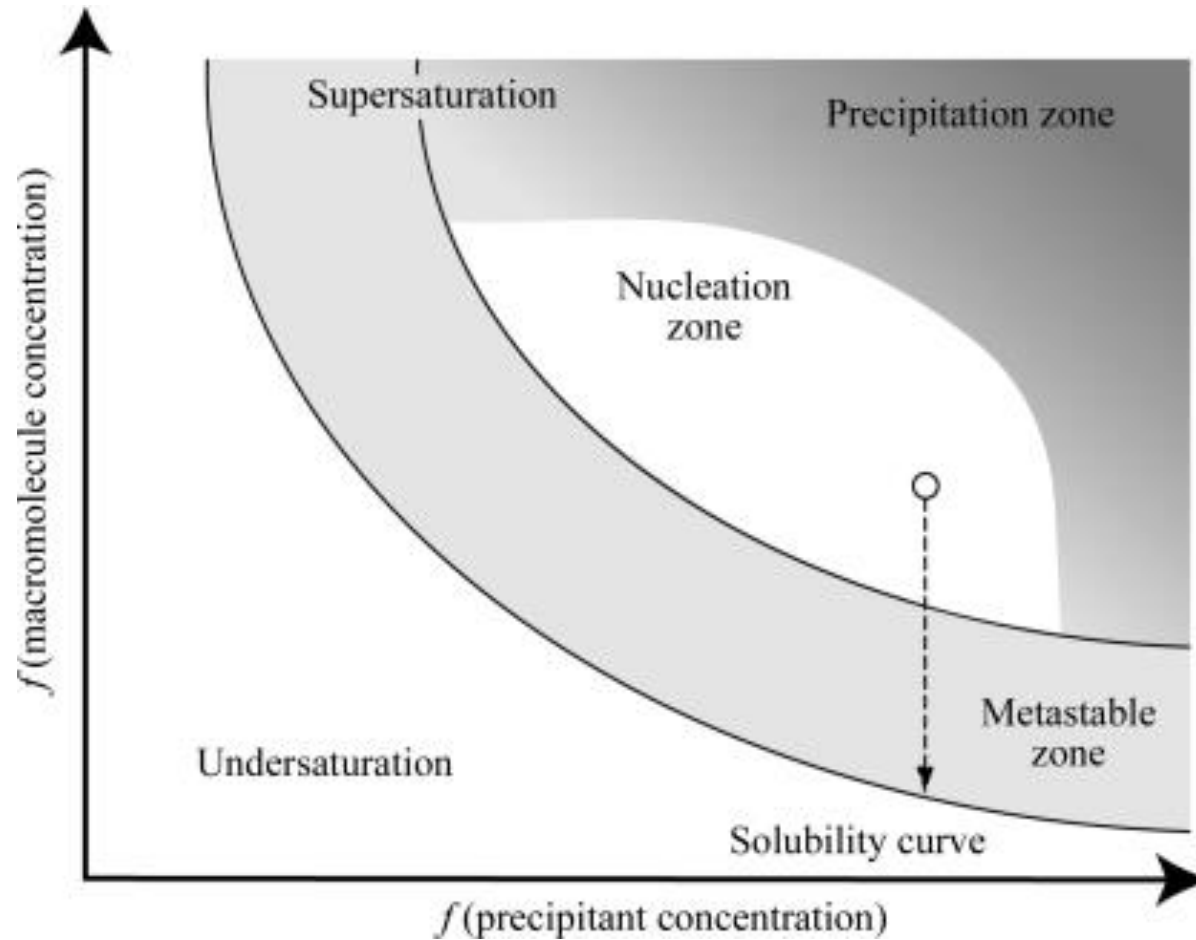 Supersaturation
Precipitation zone
Nucleation
zone
Metastable
zone
Undersaturation
Solubility curve
f(macromolecule concentration)
f(precipitant concentration)